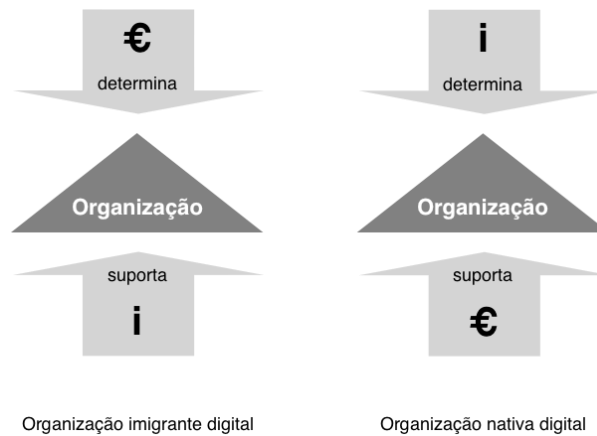 €
determina
Organização
suporta
i
Organização imigrante digital
i
determina
Organização
suporta
€
Organização nativa digital